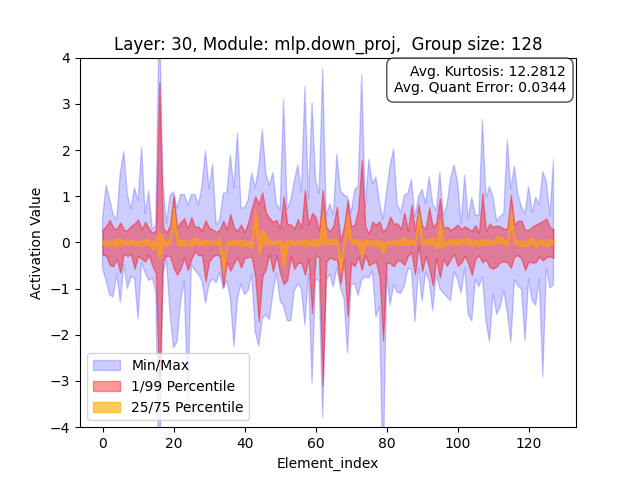 Layer: 30, Module: mlp.down_proj,  Group size: 128
Avg. Kurtosis: 12.2812
Avg. Quant Error: 0.0344
Activation Value
4
3
2
1
0
−1
−2
−3
−4
Min/Max
1/99 Percentile
25/75 Percentile
0 20 40 60 80 100 120
Element_index